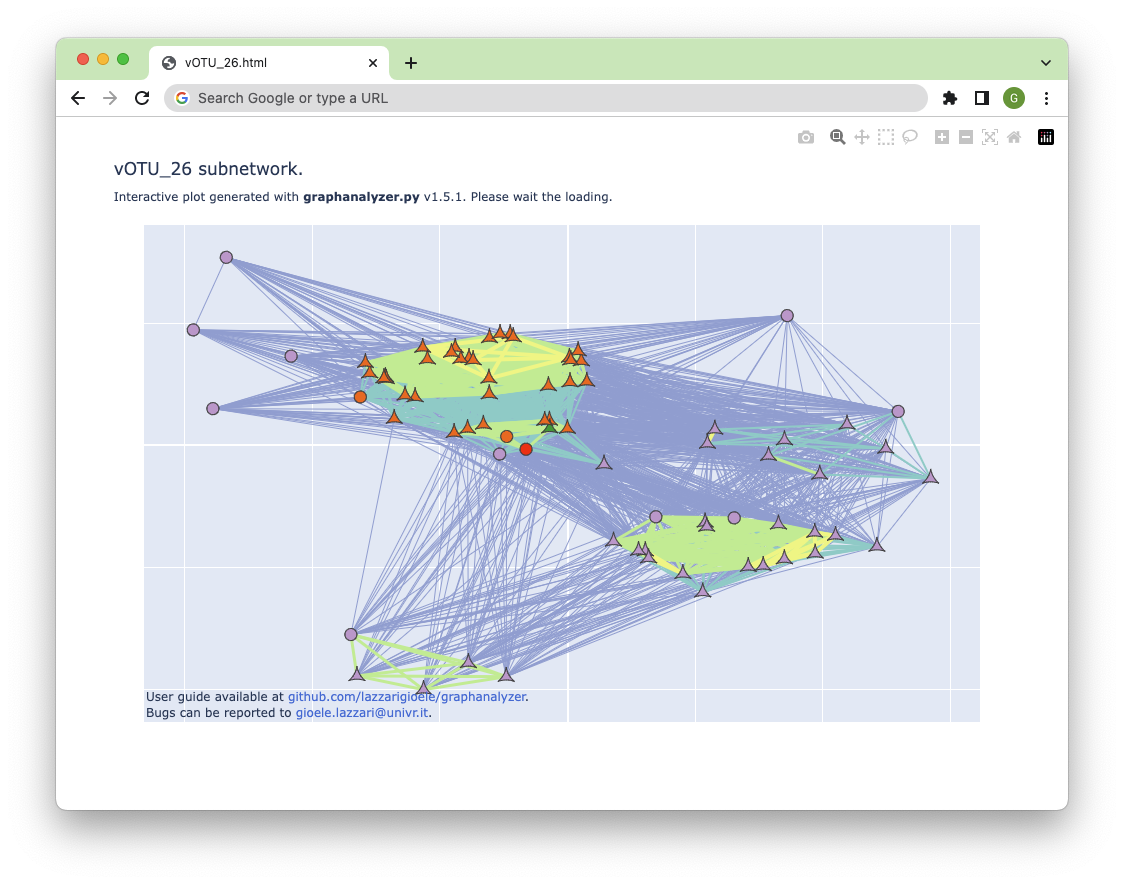 vOTU_26.html
Search Google or type a URL
G
vOTU_26 subnetwork.
Interactive plot generated with graphanalyzer.py v1.5.1. Please wait the loading.
User guide available at github.com/lazzarigioele/graphanalyzer.
Bugs can be reported to gioele.lazzari@univr.it.